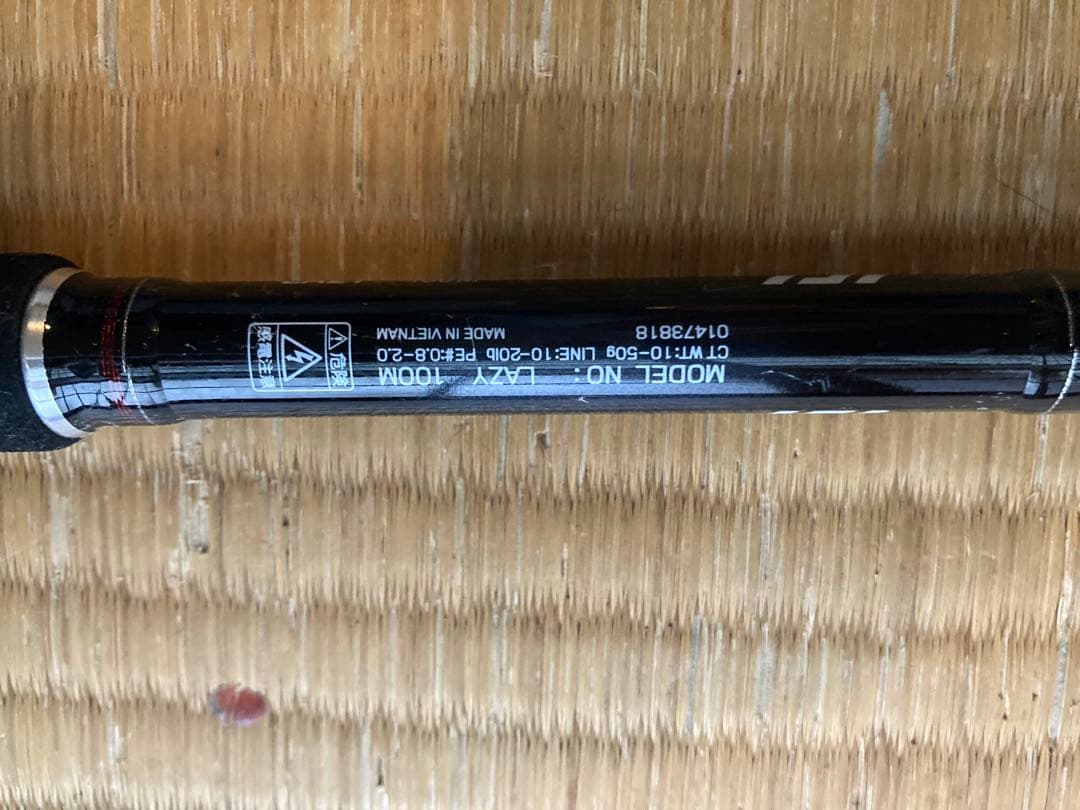 MODEL NO: LAZY 100M
CTWT:10-50g LINE:10-20lb PE#:0.8-2.0
01473818
MADE IN VIETNAM
危険
感電注意